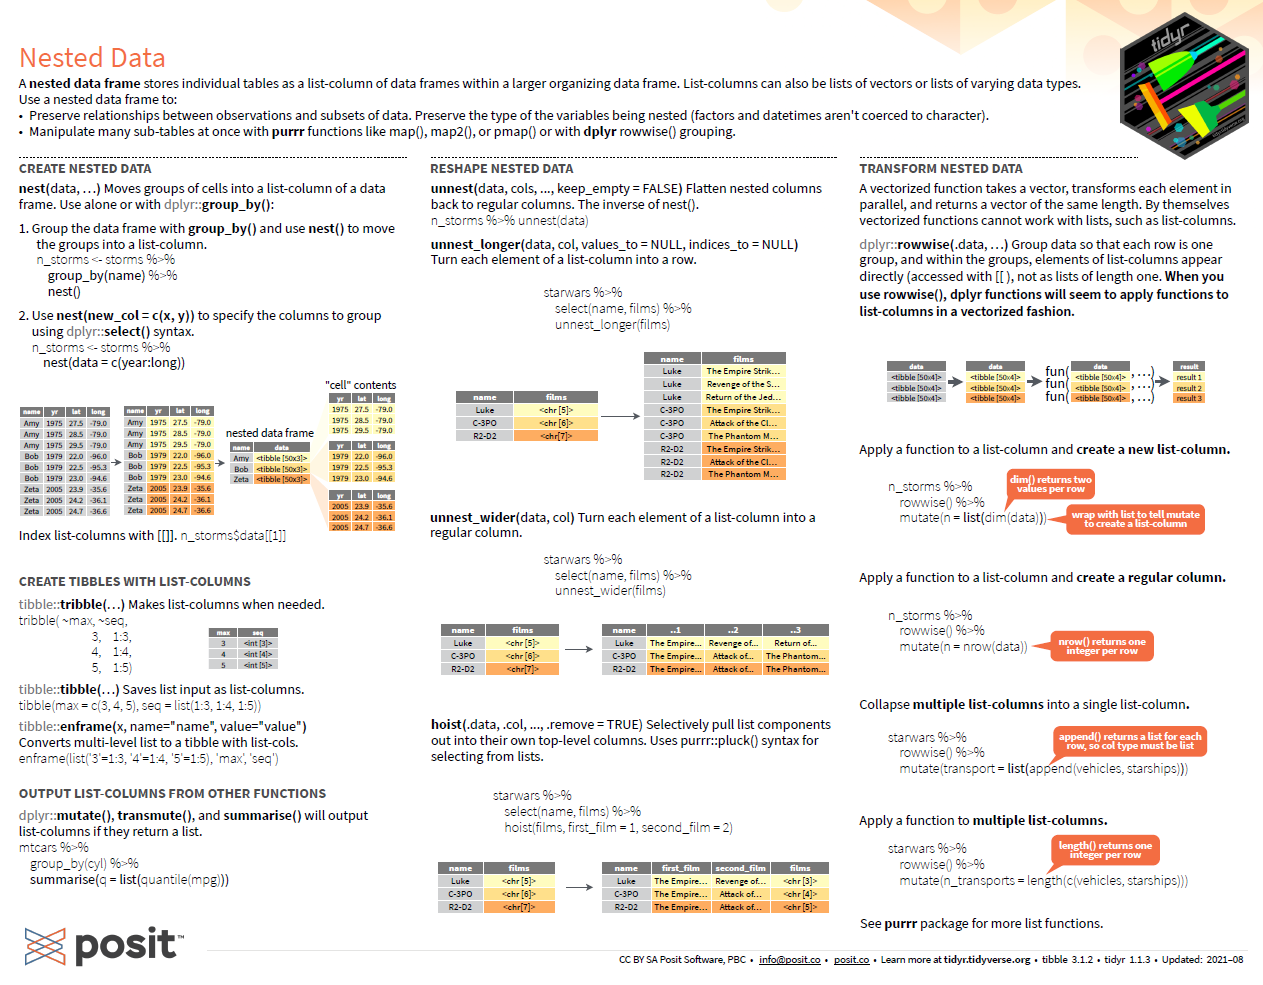 Nested Data
A nested data frame stores individual tables as a list-column of data frames within a larger organizing data frame. List-columns can also be lists of vectors or lists of varying data types.
Use a nested data frame to:
• Preserve relationships between observations and subsets of data. Preserve the type of the variables being nested (factors and datetimes aren't coerced to character).
• Manipulate many sub-tables at once with purrr functions like map(), map2(), or pmap() or with dplyr rowwise() grouping.
tidyr
CREATE NESTED DATA
nest(data, …) Moves groups of cells into a list-column of a data
frame. Use alone or with dplyr::group_by():
1. Group the data frame with group_by() and use nest() to move
the groups into a list-column.
n_storms <- storms %>%
group_by(name) %>%
nest()
2. Use nest(new_col = c(x, y)) to specify the columns to group
using dplyr::select() syntax.
n_storms <- storms %>%
nest(data = c(year:long))
"cell" contents
yr lat long
1975 27.5 -79.0
1975 28.5 -79.0
1975 29.5 -79.0
yr lat long
1979 22.0 -96.0
1979 22.5 -95.3
1979 23.0 -94.6
yr lat long
2005 23.9 -35.6
2005 24.2 -36.1
2005 24.7 -36.6
name yr lat long
Amy 1975 27.5 -79.0
Amy 1975 28.5 -79.0
Amy 1975 29.5 -79.0
Bob 1979 22.0 -96.0
Bob 1979 22.5 -95.3
Bob 1979 23.0 -94.6
Zeta 2005 23.9 -35.6
Zeta 2005 24.2 -36.1
Zeta 2005 24.7 -36.6
name yr lat long
Amy 1975 27.5 -79.0
Amy 1975 28.5 -79.0
Amy 1975 29.5 -79.0
Bob 1979 22.0 -96.0
Bob 1979 22.5 -95.3
Bob 1979 23.0 -94.6
Zeta 2005 23.9 -35.6
Zeta 2005 24.2 -36.1
Zeta 2005 24.7 -36.6
nested data frame
name data
Amy <tibble [50x3]>
Bob <tibble [50x3]>
Zeta <tibble [50x3]>
Index list-columns with [[]]. n_storms$data[[1]]
CREATE TIBBLES WITH LIST-COLUMNS
tibble::tribble(…) Makes list-columns when needed.
tribble( ~max, ~seq,
3, 1:3,
4, 1:4,
5, 1:5)
max seq
3 <int [3]>
4 <int [4]>
5 <int [5]>
tibble::tibble(…) Saves list input as list-columns.
tibble(max = c(3, 4, 5), seq = list(1:3, 1:4, 1:5))
tibble::enframe(x, name="name", value="value")
Converts multi-level list to a tibble with list-cols.
enframe(list('3'=1:3, '4'=1:4, '5'=1:5), 'max', 'seq')
OUTPUT LIST-COLUMNS FROM OTHER FUNCTIONS
dplyr::mutate(), transmute(), and summarise() will output
list-columns if they return a list.
mtcars %>%
group_by(cyl) %>%
summarise(q = list(quantile(mpg)))
RESHAPE NESTED DATA
unnest(data, cols, ..., keep_empty = FALSE) Flatten nested columns
back to regular columns. The inverse of nest().
n_storms %>% unnest(data)
unnest_longer(data, col, values_to = NULL, indices_to = NULL)
Turn each element of a list-column into a row.
starwars %>%
select(name, films) %>%
unnest_longer(films)
name films
Luke <chr [5]>
C-3PO <chr [6]>
R2-D2 <chr[7]>
name films
Luke The Empire Strik…
Luke Revenge of the S…
Luke Return of the Jed…
C-3PO The Empire Strik…
C-3PO Attack of the Cl…
C-3PO The Phantom M…
R2-D2 The Empire Strik…
R2-D2 Attack of the Cl…
R2-D2 The Phantom M…
unnest_wider(data, col) Turn each element of a list-column into a
regular column.
starwars %>%
select(name, films) %>%
unnest_wider(films)
name films
Luke <chr [5]>
C-3PO <chr [6]>
R2-D2 <chr[7]>
name ..1 ..2 ..3
Luke The Empire... Revenge of... Return of...
C-3PO The Empire... Attack of... The Phantom...
R2-D2 The Empire... Attack of... The Phantom...
hoist(.data, .col, ..., .remove = TRUE) Selectively pull list components
out into their own top-level columns. Uses purrr::pluck() syntax for
selecting from lists.
starwars %>%
select(name, films) %>%
hoist(films, first_film = 1, second_film = 2)
name films
Luke <chr [5]>
C-3PO <chr [6]>
R2-D2 <chr[7]>
name first_film second_film films
Luke The Empire… Revenge of… <chr [3]>
C-3PO The Empire… Attack of… <chr [4]>
R2-D2 The Empire… Attack of… <chr [5]>
TRANSFORM NESTED DATA
A vectorized function takes a vector, transforms each element in
parallel, and returns a vector of the same length. By themselves
vectorized functions cannot work with lists, such as list-columns.
dplyr::rowwise(.data, …) Group data so that each row is one
group, and within the groups, elements of list-columns appear
directly (accessed with [[ ), not as lists of length one. When you
use rowwise(), dplyr functions will seem to apply functions to
list-columns in a vectorized fashion.
data data data result
<tibble [50x4]> <tibble [50x4]> fun( <tibble [50x4]> , …) result 1
<tibble [50x4]> <tibble [50x4]> fun( <tibble [50x4]> , …) result 2
<tibble [50x4]> <tibble [50x4]> fun( <tibble [50x4]> , …) result 3
Apply a function to a list-column and create a new list-column.
n_storms %>%
rowwise() %>%
mutate(n = list(dim(data)))
dim() returns two
values per row
wrap with list to tell mutate
to create a list-column
Apply a function to a list-column and create a regular column.
n_storms %>%
rowwise() %>%
mutate(n = nrow(data))
nrow() returns one
integer per row
Collapse multiple list-columns into a single list-column.
starwars %>%
rowwise() %>%
mutate(transport = list(append(vehicles, starships)))
append() returns a list for each
row, so col type must be list
Apply a function to multiple list-columns.
starwars %>%
rowwise() %>%
mutate(n_transports = length(c(vehicles, starships)))
length() returns one
integer per row
See purrr package for more list functions.
posit™
CC BY SA Posit Software, PBC • info@posit.co • posit.co • Learn more at tidyr.tidyverse.org • tibble 3.1.2 • tidyr 1.1.3 • Updated: 2021–08